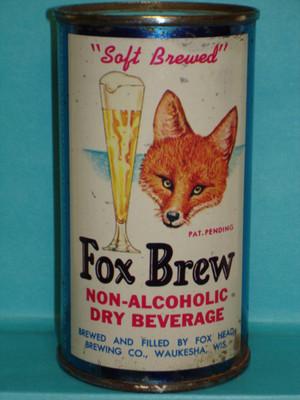 "Soft Brewed"
PAT. PENDING
Fox Brew
NON-ALCOHOLIC
DRY BEVERAGE
BREWED AND FILLED BY FOX HEAD
BREWING CO., WAUKESHA, WIS.